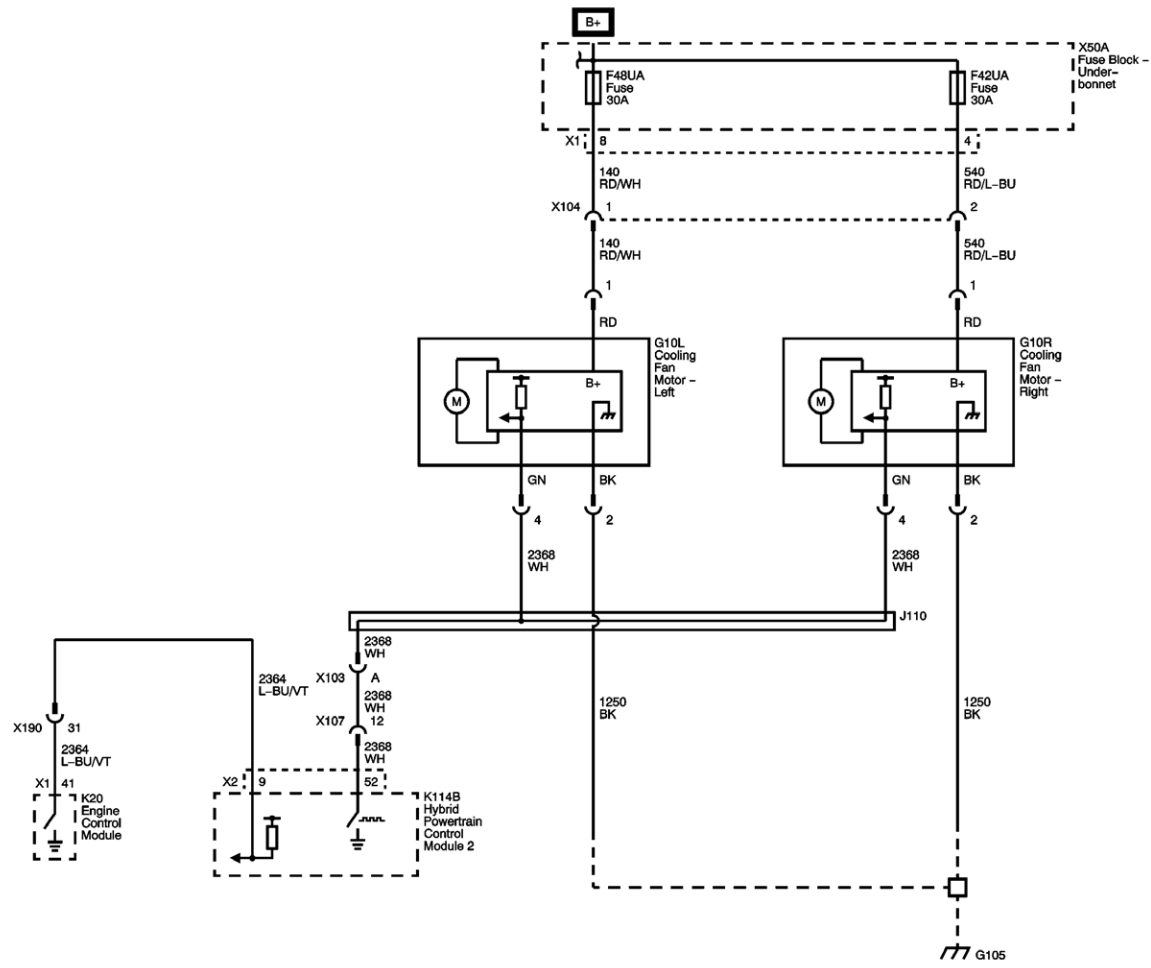 B+
X50A
Fuse Block –
Under–
bonnet
F48UA
Fuse
30A
F42UA
Fuse
30A
X1
8
4
140
RD/WH
540
RD/L–BU
X104
1
2
140
RD/WH
540
RD/L–BU
1
1
RD
RD
G10L
Cooling
Fan
Motor –
Left
B+
M
G10R
Cooling
Fan
Motor –
Right
B+
M
GN
BK
GN
BK
4
2
4
2
2368
WH
2368
WH
J110
2368
WH
X103
A
2364
L–BU/VT
2368
WH
1250
BK
1250
BK
X190
31
X107
12
2364
L–BU/VT
2368
WH
X1
41
X2
9
52
K20
Engine
Control
Module
K114B
Hybrid
Powertrain
Control
Module 2
G105